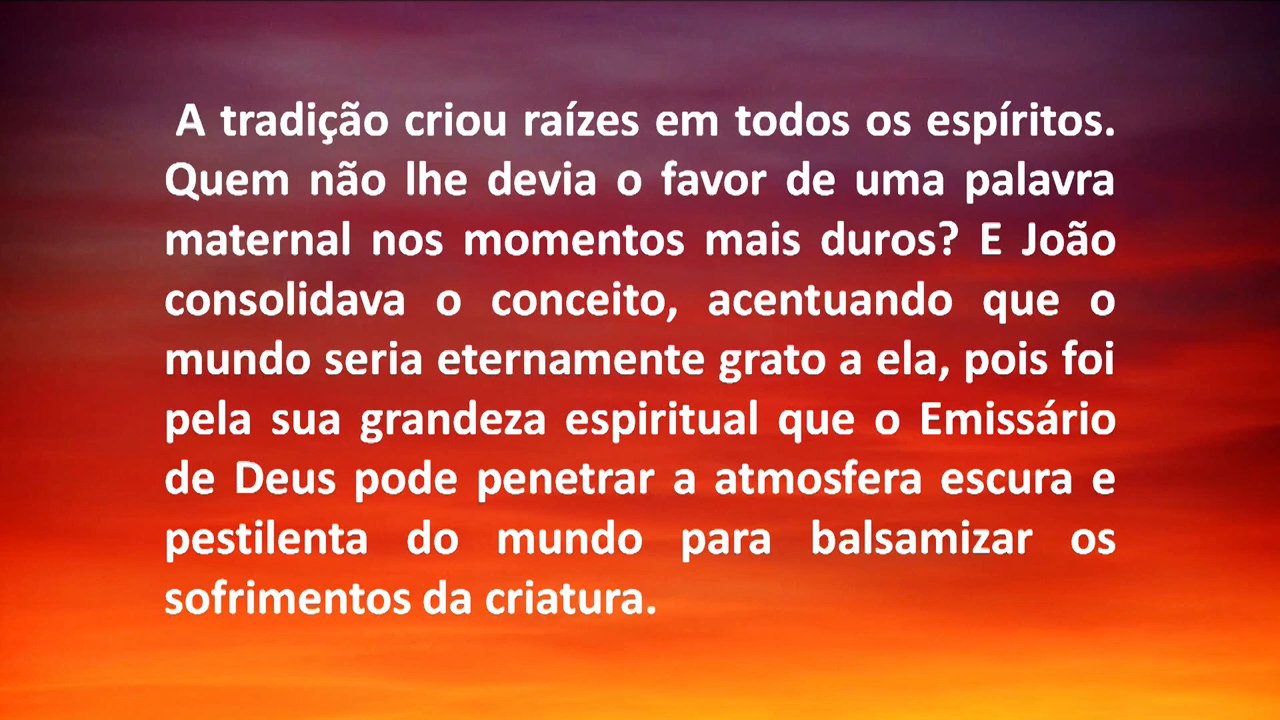 A tradição criou raízes em todos os espíritos.
Quem não lhe devia o favor de uma palavra
maternal nos momentos mais duros? E João
consolidava o conceito, acentuando que o
mundo seria eternamente grato a ela, pois foi
pela sua grandeza espiritual que o Emissário
de Deus pode penetrar a atmosfera escura e
pestilenta do mundo para balsamizar os
sofrimentos da criatura.